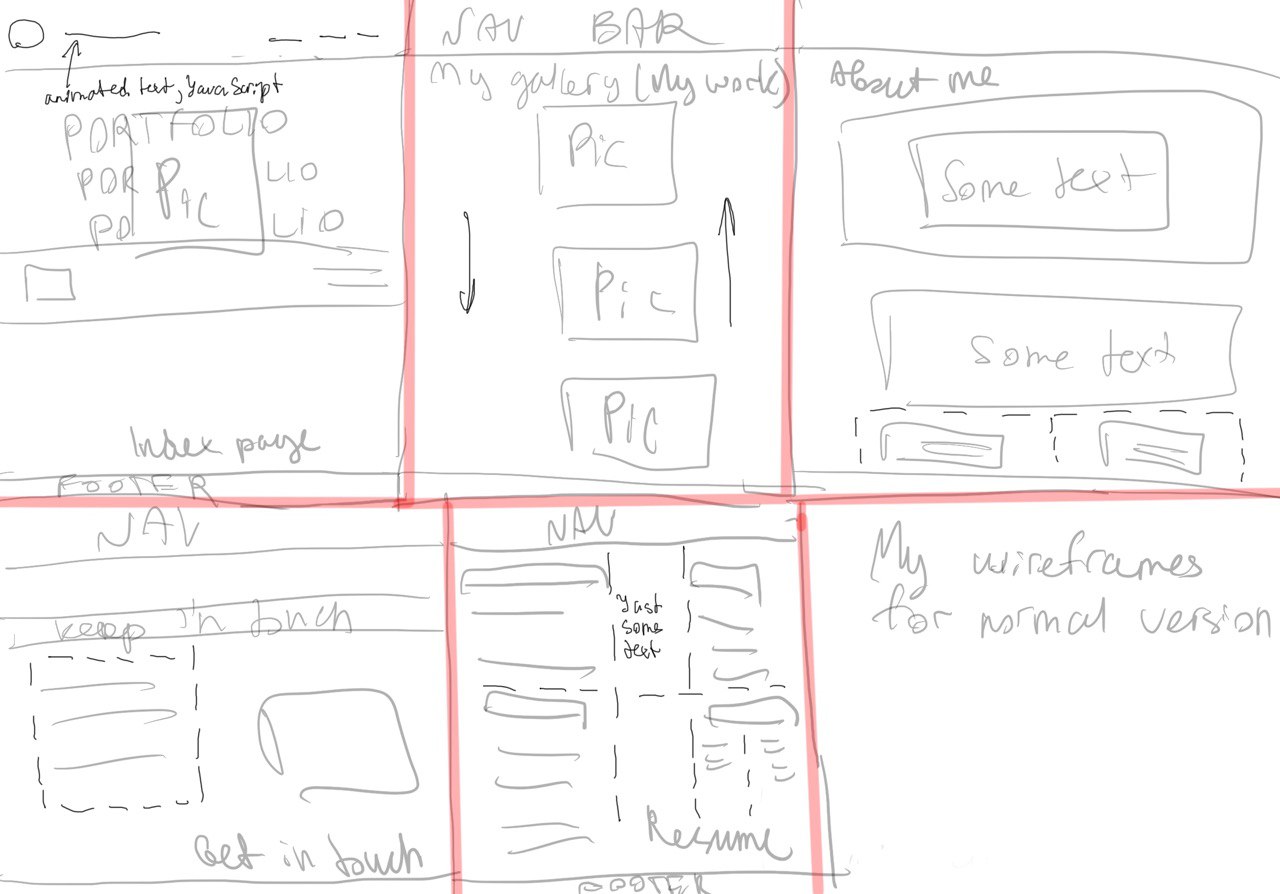 animated text, JavaScript
PORTFOLIO
POR LIO
PO LIO
Pic
Index page
FOOTER
NAV BAR
My gallery (My work)
Pic
Pic
Pic
About me
Some text
Some text
NAV
Keep in touch
Get in touch
NAV
Just
some
text
Resume
FOOTER
My wireframes
for normal version